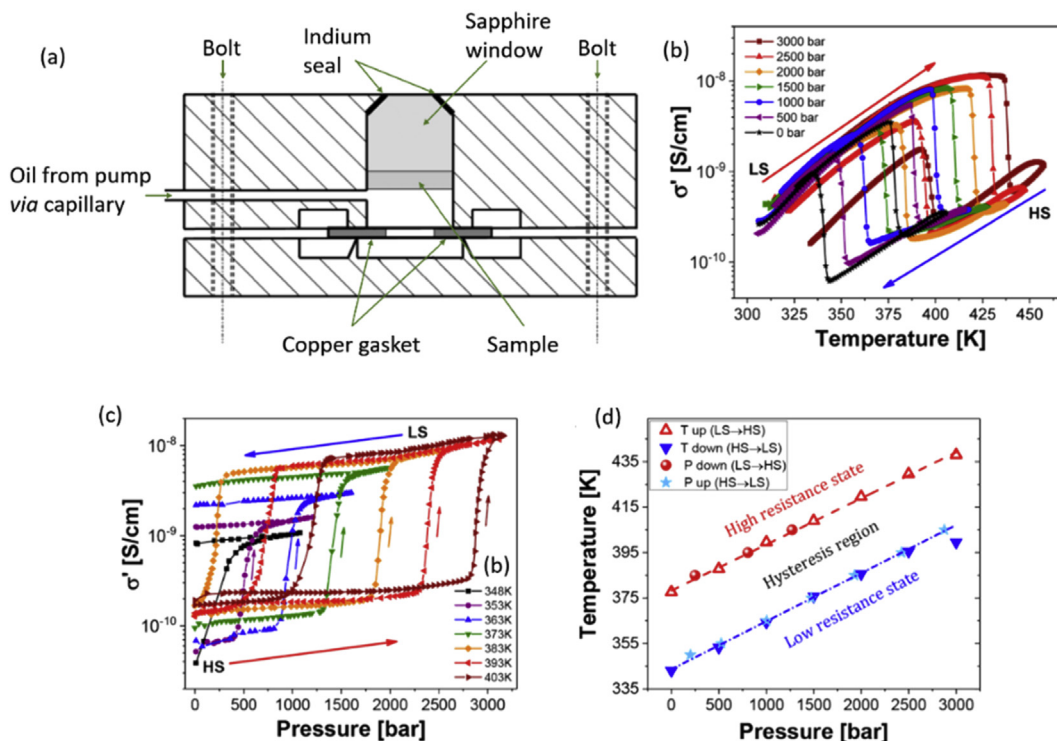 (a)
Bolt
Indium
seal
Sapphire
window
Bolt
Oil from pump
via capillary
Copper gasket
Sample
(b)
3000 bar
2500 bar
2000 bar
1500 bar
1000 bar
500 bar
0 bar
LS
HS
σ' [S/cm]
10⁻⁸
10⁻⁹
10⁻¹⁰
300 325 350 375 400 425 450
Temperature [K]
(c)
LS
σ' [S/cm]
10⁻⁸
10⁻⁹
10⁻¹⁰
(b)
348K
353K
363K
373K
383K
393K
403K
HS
0 500 1000 1500 2000 2500 3000
Pressure [bar]
(d)
T up (LS→HS)
T down (HS→LS)
P down (LS→HS)
P up (HS→LS)
High resistance state
Hysteresis region
Low resistance state
Temperature [K]
435
415
395
375
355
335
0 500 1000 1500 2000 2500 3000
Pressure [bar]